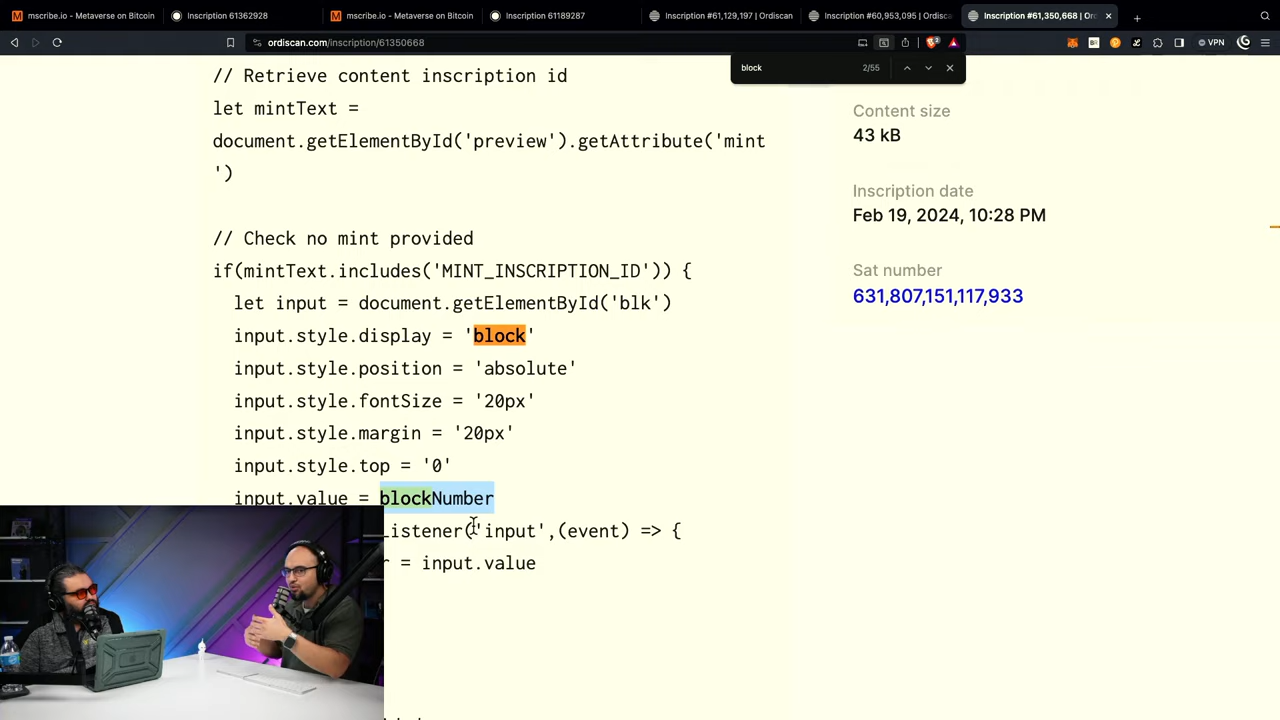 mscribe.io - Metaverse on Bitcoin
Inscription 61362928
mscribe.io - Metaverse on Bitcoin
Inscription 61189287
Inscription #61,129,197 | Ordiscan
Inscription #60,953,095 | Ordisca
Inscription #61,350,668 | O
ordiscan.com/inscription/61350668
VPN
block
2/55
// Retrieve content inscription id
let mintText =
document.getElementById('preview').getAttribute('mint
')
// Check no mint provided
if(mintText.includes('MINT_INSCRIPTION_ID')) {
let input = document.getElementById('blk')
input.style.display = 'block'
input.style.position = 'absolute'
input.style.fontSize = '20px'
input.style.margin = '20px'
input.style.top = '0'
input.value = blockNumber
Listener('input',(event) => {
r = input.value
Content size
43 kB
Inscription date
Feb 19, 2024, 10:28 PM
Sat number
631,807,151,117,933